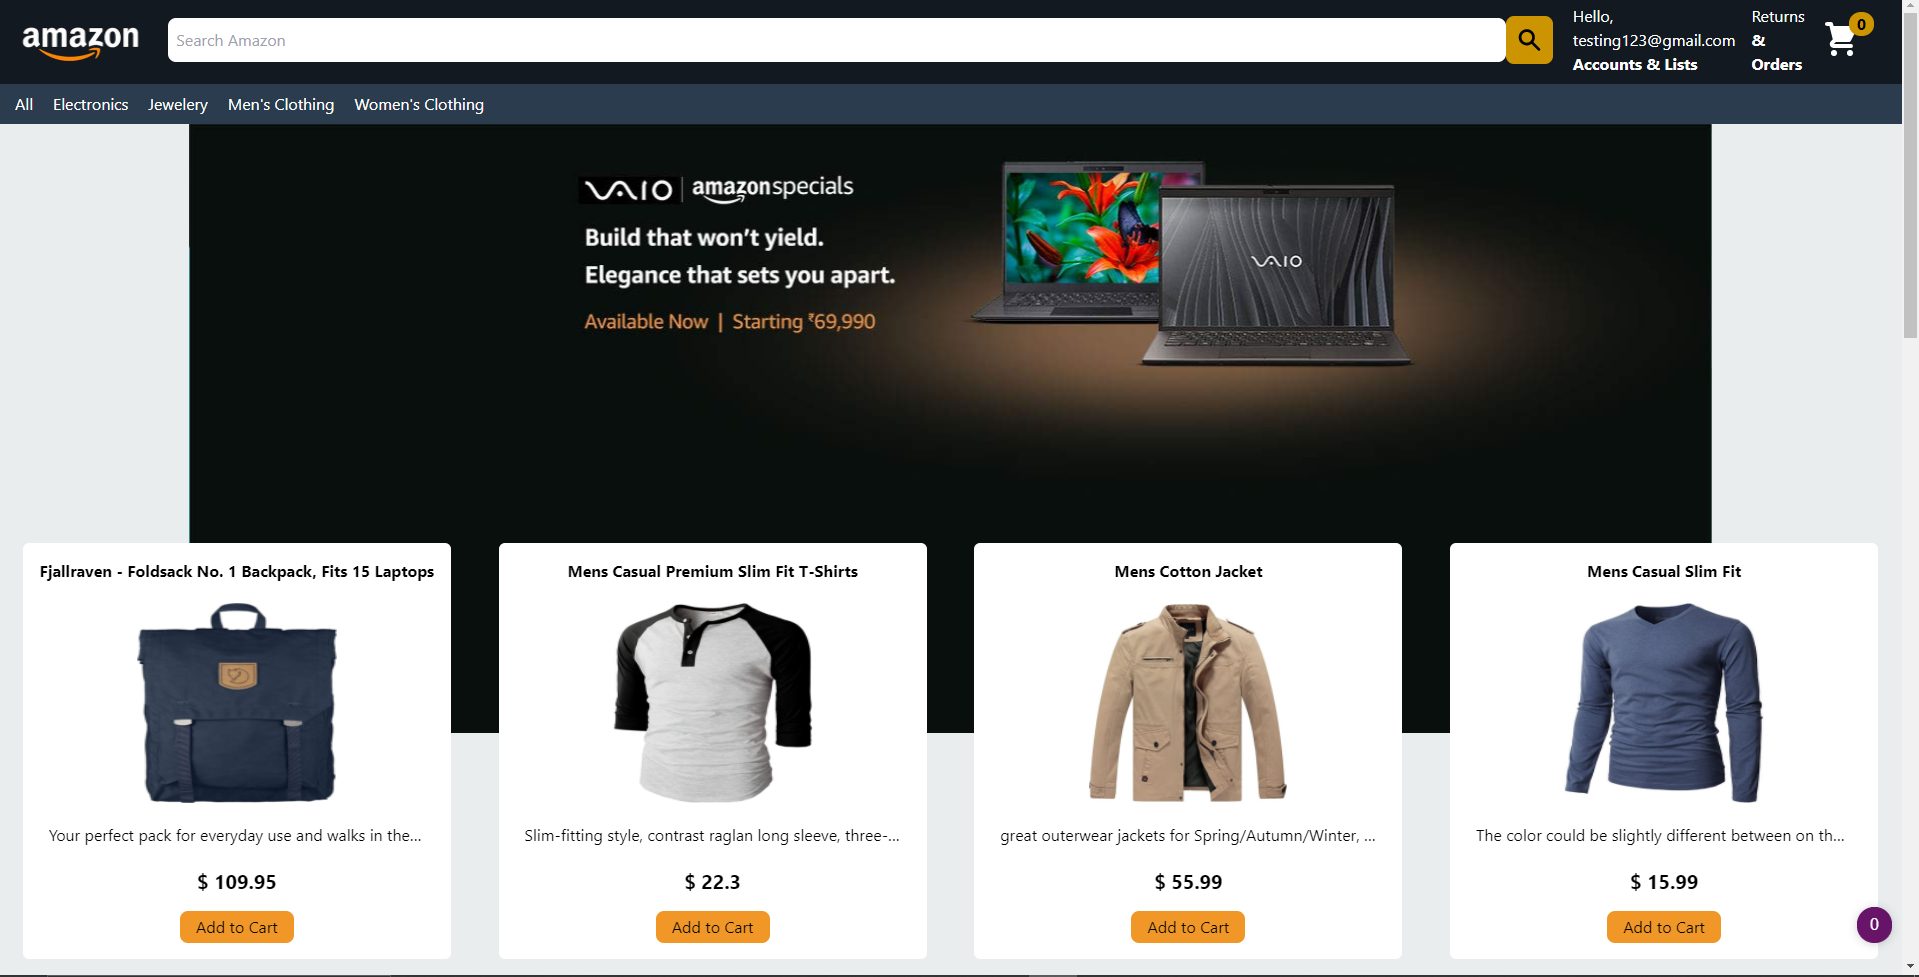 amazon
Search Amazon
Hello,
testing123@gmail.com
Accounts & Lists
Returns
&
Orders
0
All Electronics Jewelery Men's Clothing Women's Clothing
VAIO | amazonspecials
Build that won't yield.
Elegance that sets you apart.
Available Now | Starting ₹69,990
VAIO
Fjallraven - Foldsack No. 1 Backpack, Fits 15 Laptops
Your perfect pack for everyday use and walks in the...
$ 109.95
Add to Cart
Mens Casual Premium Slim Fit T-Shirts
Slim-fitting style, contrast raglan long sleeve, three-...
$ 22.3
Add to Cart
Mens Cotton Jacket
great outerwear jackets for Spring/Autumn/Winter, ...
$ 55.99
Add to Cart
Mens Casual Slim Fit
The color could be slightly different between on th...
$ 15.99
Add to Cart
0